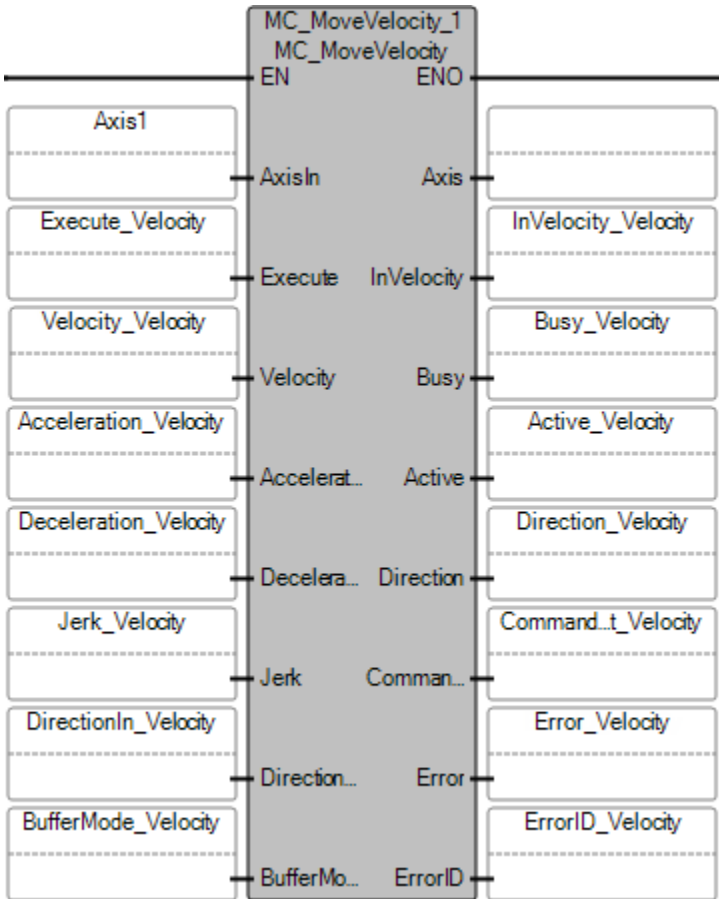 MC_MoveVelocity_1
MC_MoveVelocity
EN ENO
Axis1
AxisIn Axis
Execute_Velocity InVelocity_Velocity
Execute InVelocity
Velocity_Velocity Busy_Velocity
Velocity Busy
Acceleration_Velocity Active_Velocity
Accelerat... Active
Deceleration_Velocity Direction_Velocity
Decelera... Direction
Jerk_Velocity Command...t_Velocity
Jerk Comman...
DirectionIn_Velocity Error_Velocity
Direction... Error
BufferMode_Velocity ErrorID_Velocity
BufferMo... ErrorID